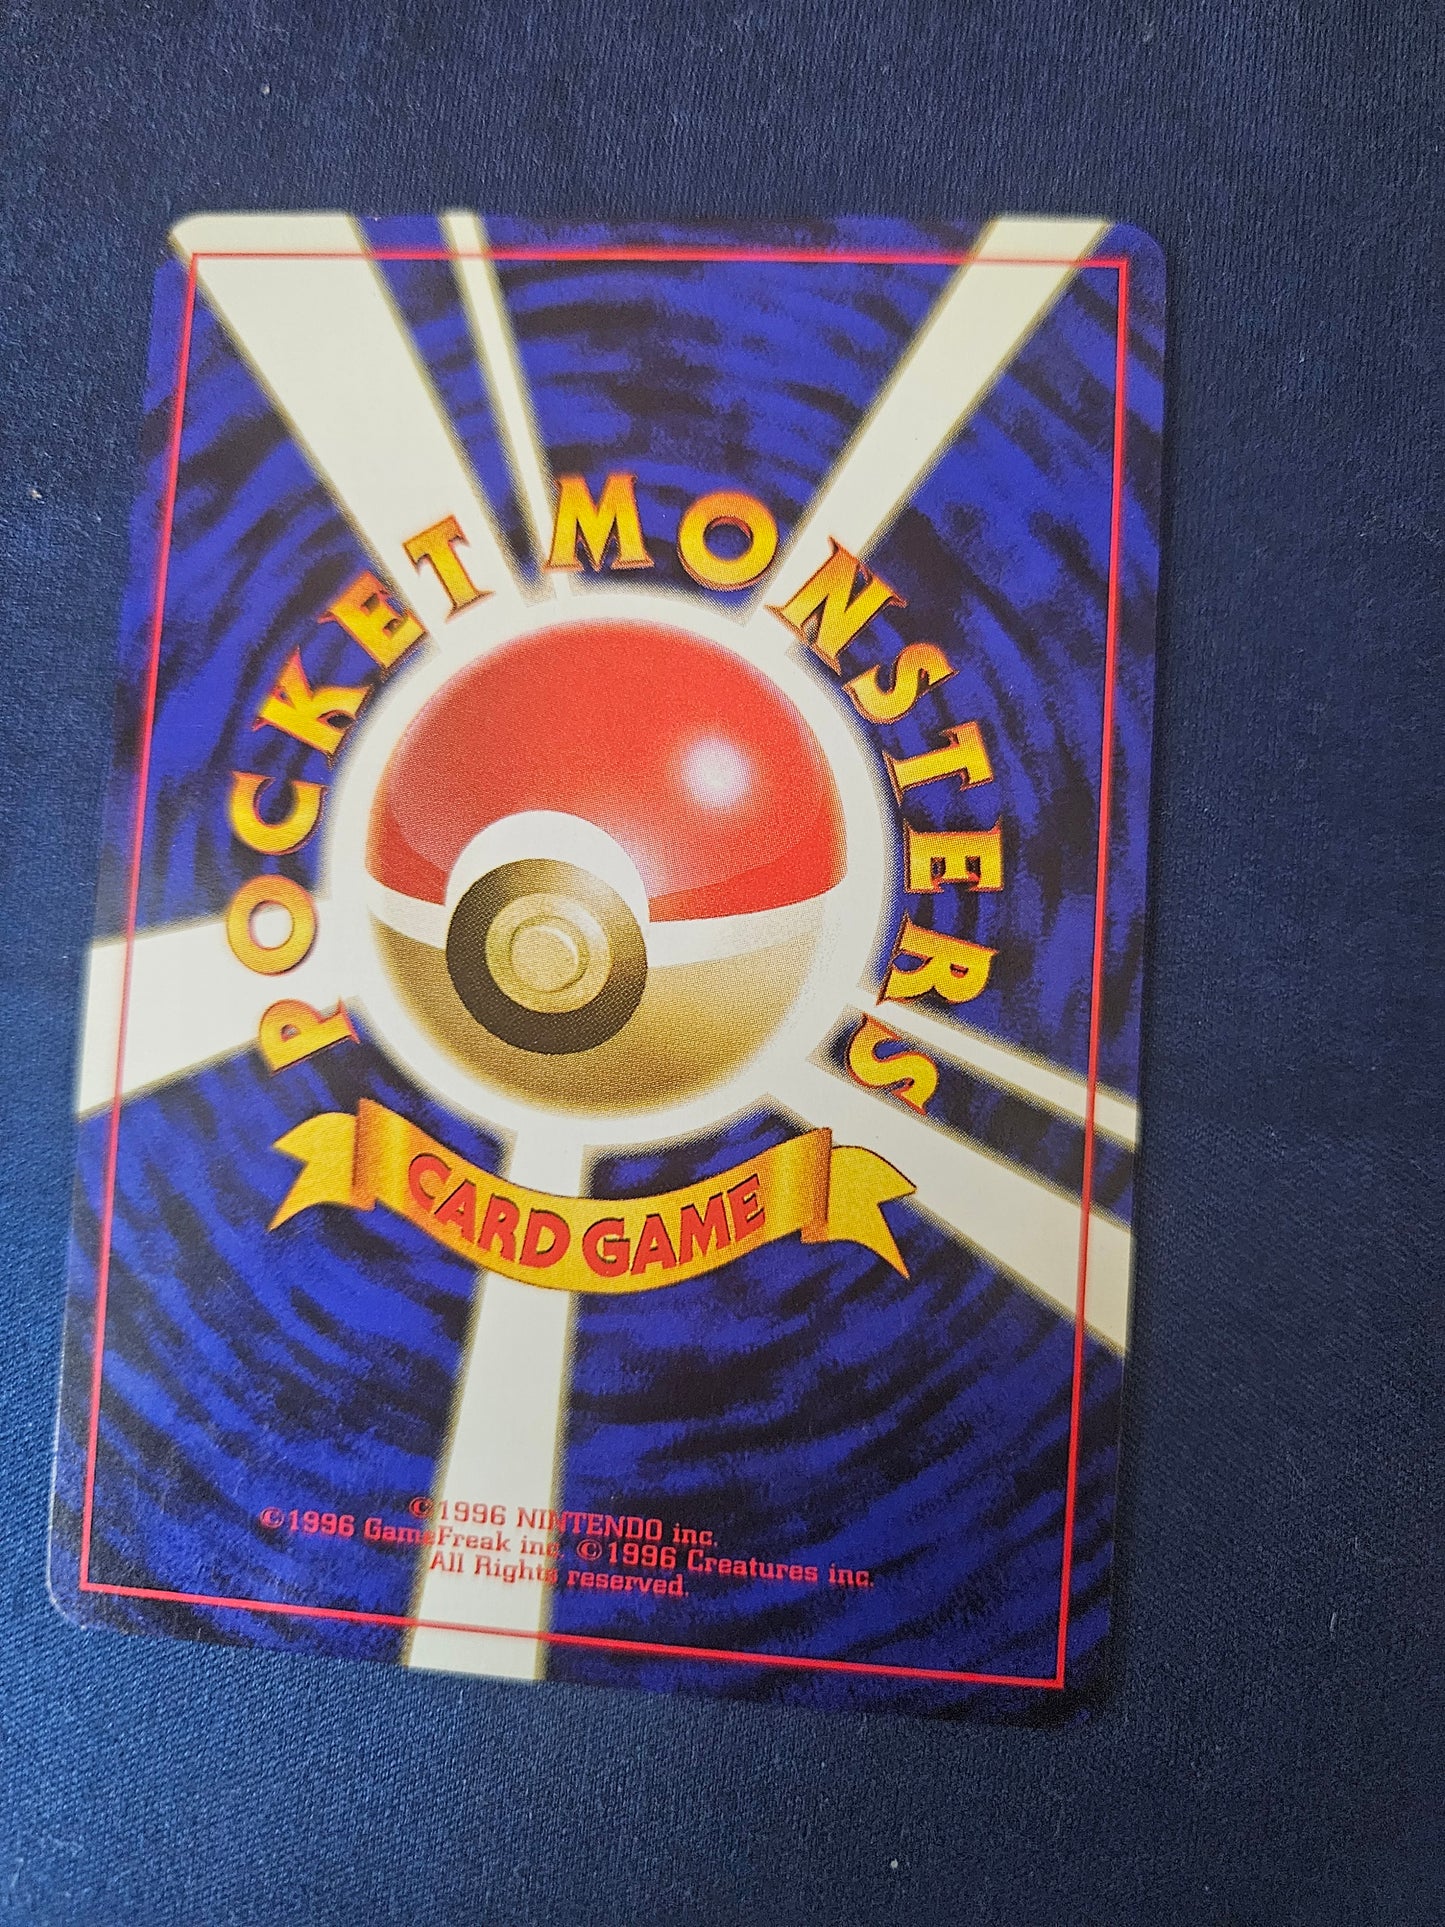 POCKET MONSTERS
CARD GAME
©1996 NINTENDO inc.
©1996 GameFreak inc. ©1996 Creatures inc.
All Rights reserved.